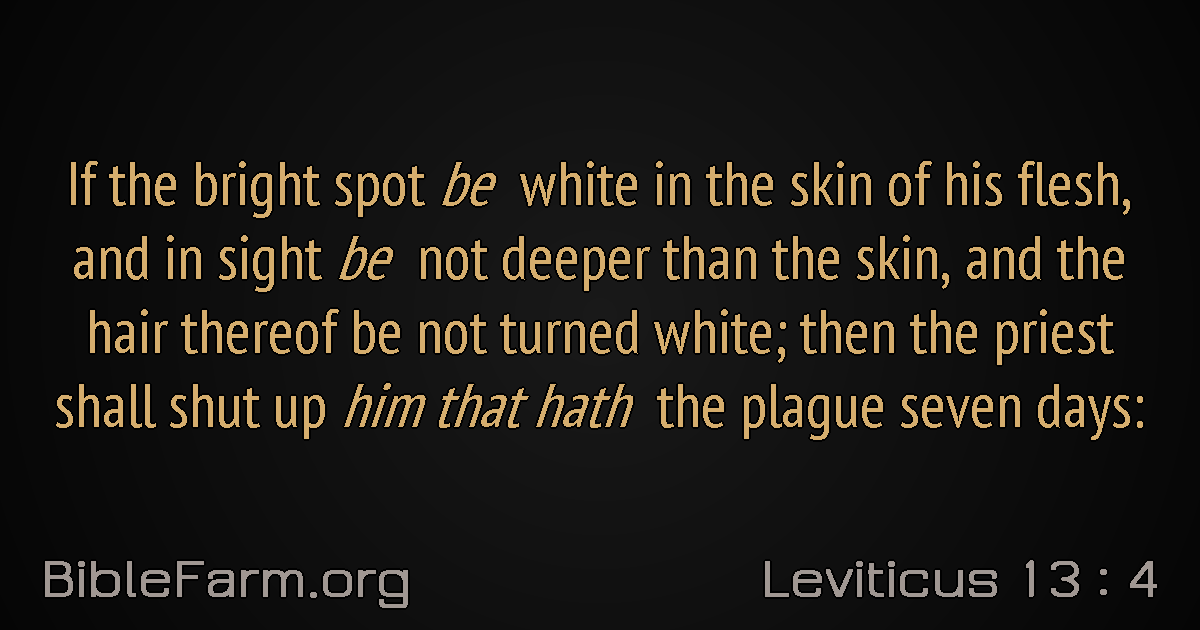 If the bright spot be white in the skin of his flesh,
and in sight be not deeper than the skin, and the
hair thereof be not turned white; then the priest
shall shut up him that hath the plague seven days:
BibleFarm.org
Leviticus 13 : 4